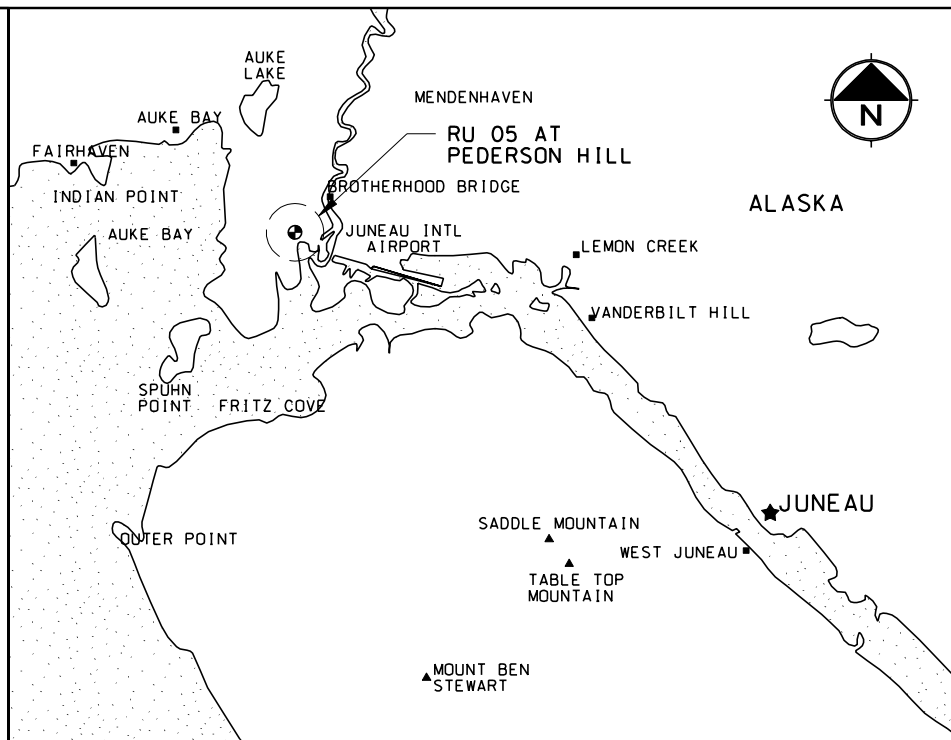 AUKE
LAKE
MENDENHAVEN
AUKE BAY
N
RU 05 AT
PEDERSON HILL
FAIRHAVEN
INDIAN POINT
BROTHERHOOD BRIDGE
ALASKA
AUKE BAY
JUNEAU INTL
AIRPORT
LEMON CREEK
VANDERBILT HILL
SPUHN
POINT
FRITZ COVE
JUNEAU
SADDLE MOUNTAIN
OUTER POINT
WEST JUNEAU
TABLE TOP
MOUNTAIN
MOUNT BEN
STEWART